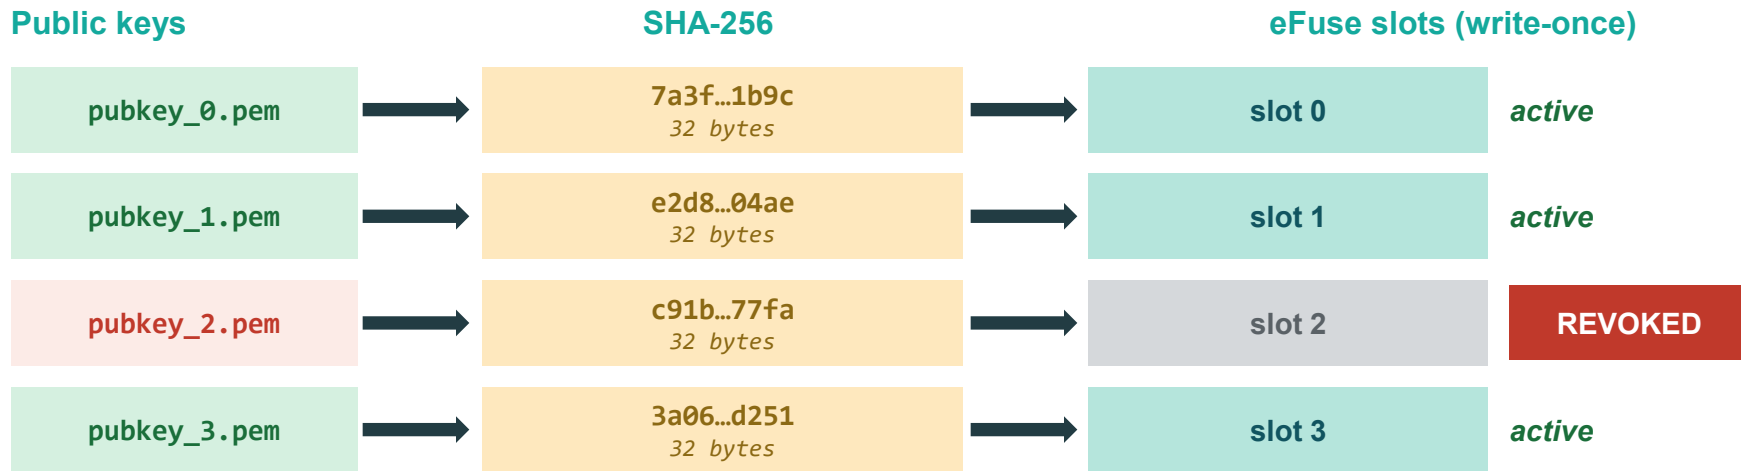 Public keys SHA-256 eFuse slots (write-once)
pubkey_0.pem 7a3f…1b9c slot 0 active
32 bytes
pubkey_1.pem e2d8…04ae slot 1 active
32 bytes
pubkey_2.pem c91b…77fa slot 2 REVOKED
32 bytes
pubkey_3.pem 3a06…d251 slot 3 active
32 bytes